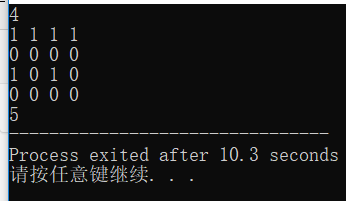 4
1 1 1 1
0 0 0 0
1 0 1 0
0 0 0 0
5
--------------------------------
Process exited after 10.3 seconds
请按任意键继续. . .